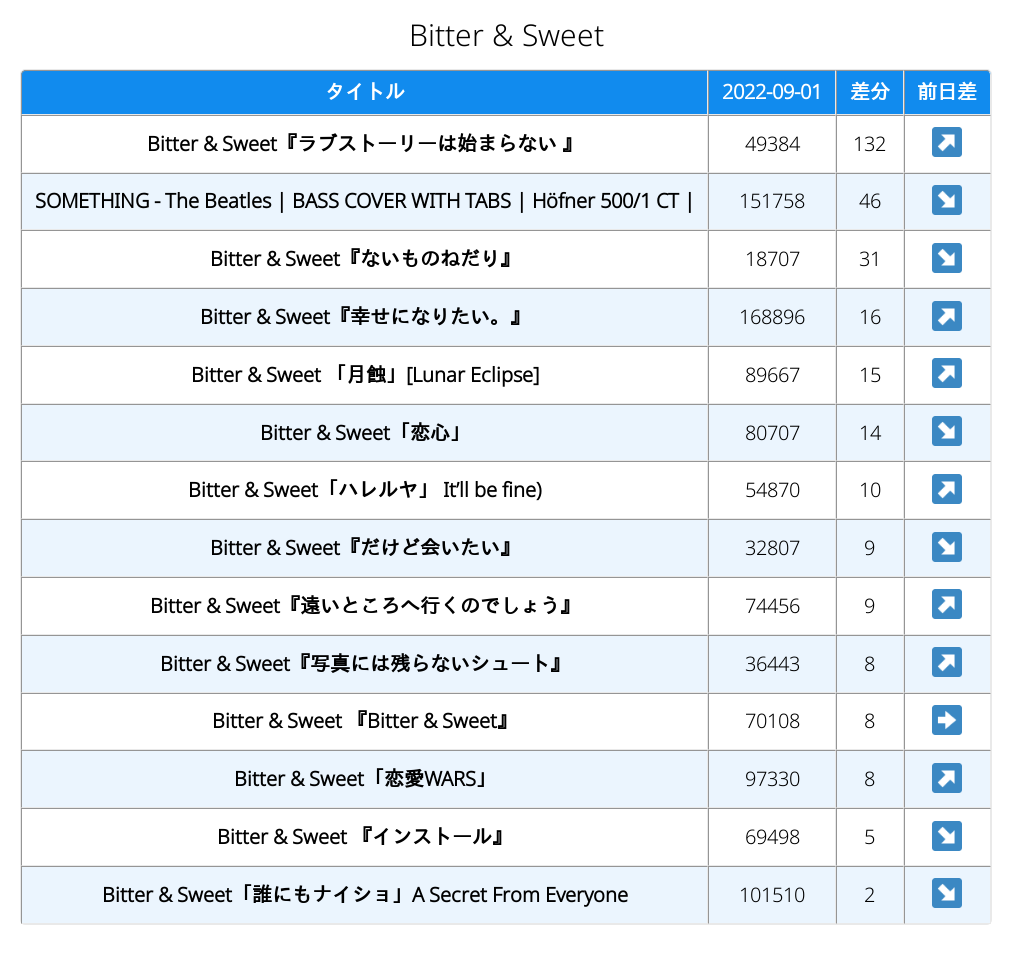 Bitter & Sweet
タイトル 2022-09-01 差分 前日差
Bitter & Sweet『ラブストーリーは始まらない 』 49384 132 ↗
SOMETHING - The Beatles | BASS COVER WITH TABS | Höfner 500/1 CT | 151758 46 ↘
Bitter & Sweet『ないものねだり』 18707 31 ↘
Bitter & Sweet『幸せになりたい。』 168896 16 ↗
Bitter & Sweet 「月蝕」[Lunar Eclipse] 89667 15 ↗
Bitter & Sweet「恋心」 80707 14 ↘
Bitter & Sweet「ハレルヤ」 It’ll be fine) 54870 10 ↗
Bitter & Sweet『だけど会いたい』 32807 9 ↘
Bitter & Sweet『遠いところへ行くのでしょう』 74456 9 ↗
Bitter & Sweet『写真には残らないシュート』 36443 8 ↗
Bitter & Sweet 『Bitter & Sweet』 70108 8 ➡
Bitter & Sweet「恋愛WARS」 97330 8 ↗
Bitter & Sweet 『インストール』 69498 5 ↘
Bitter & Sweet「誰にもナイショ」A Secret From Everyone 101510 2 ↘